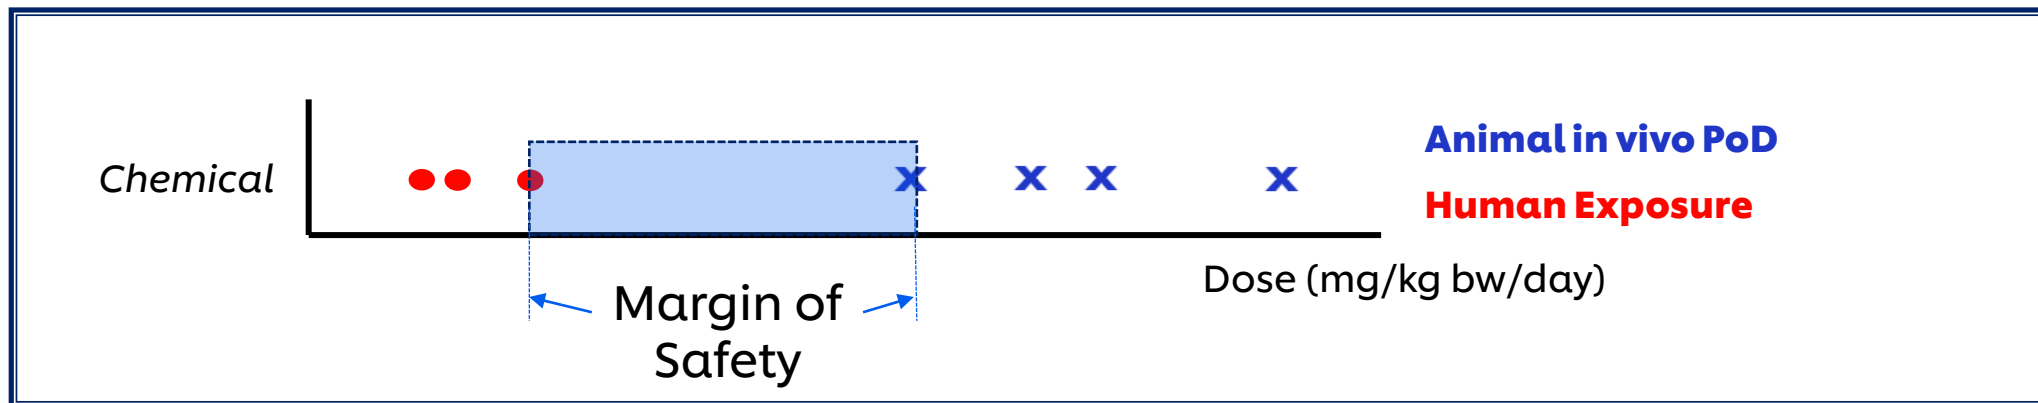 Chemical
Animal in vivo PoD
Human Exposure
Dose (mg/kg bw/day)
Margin of
Safety